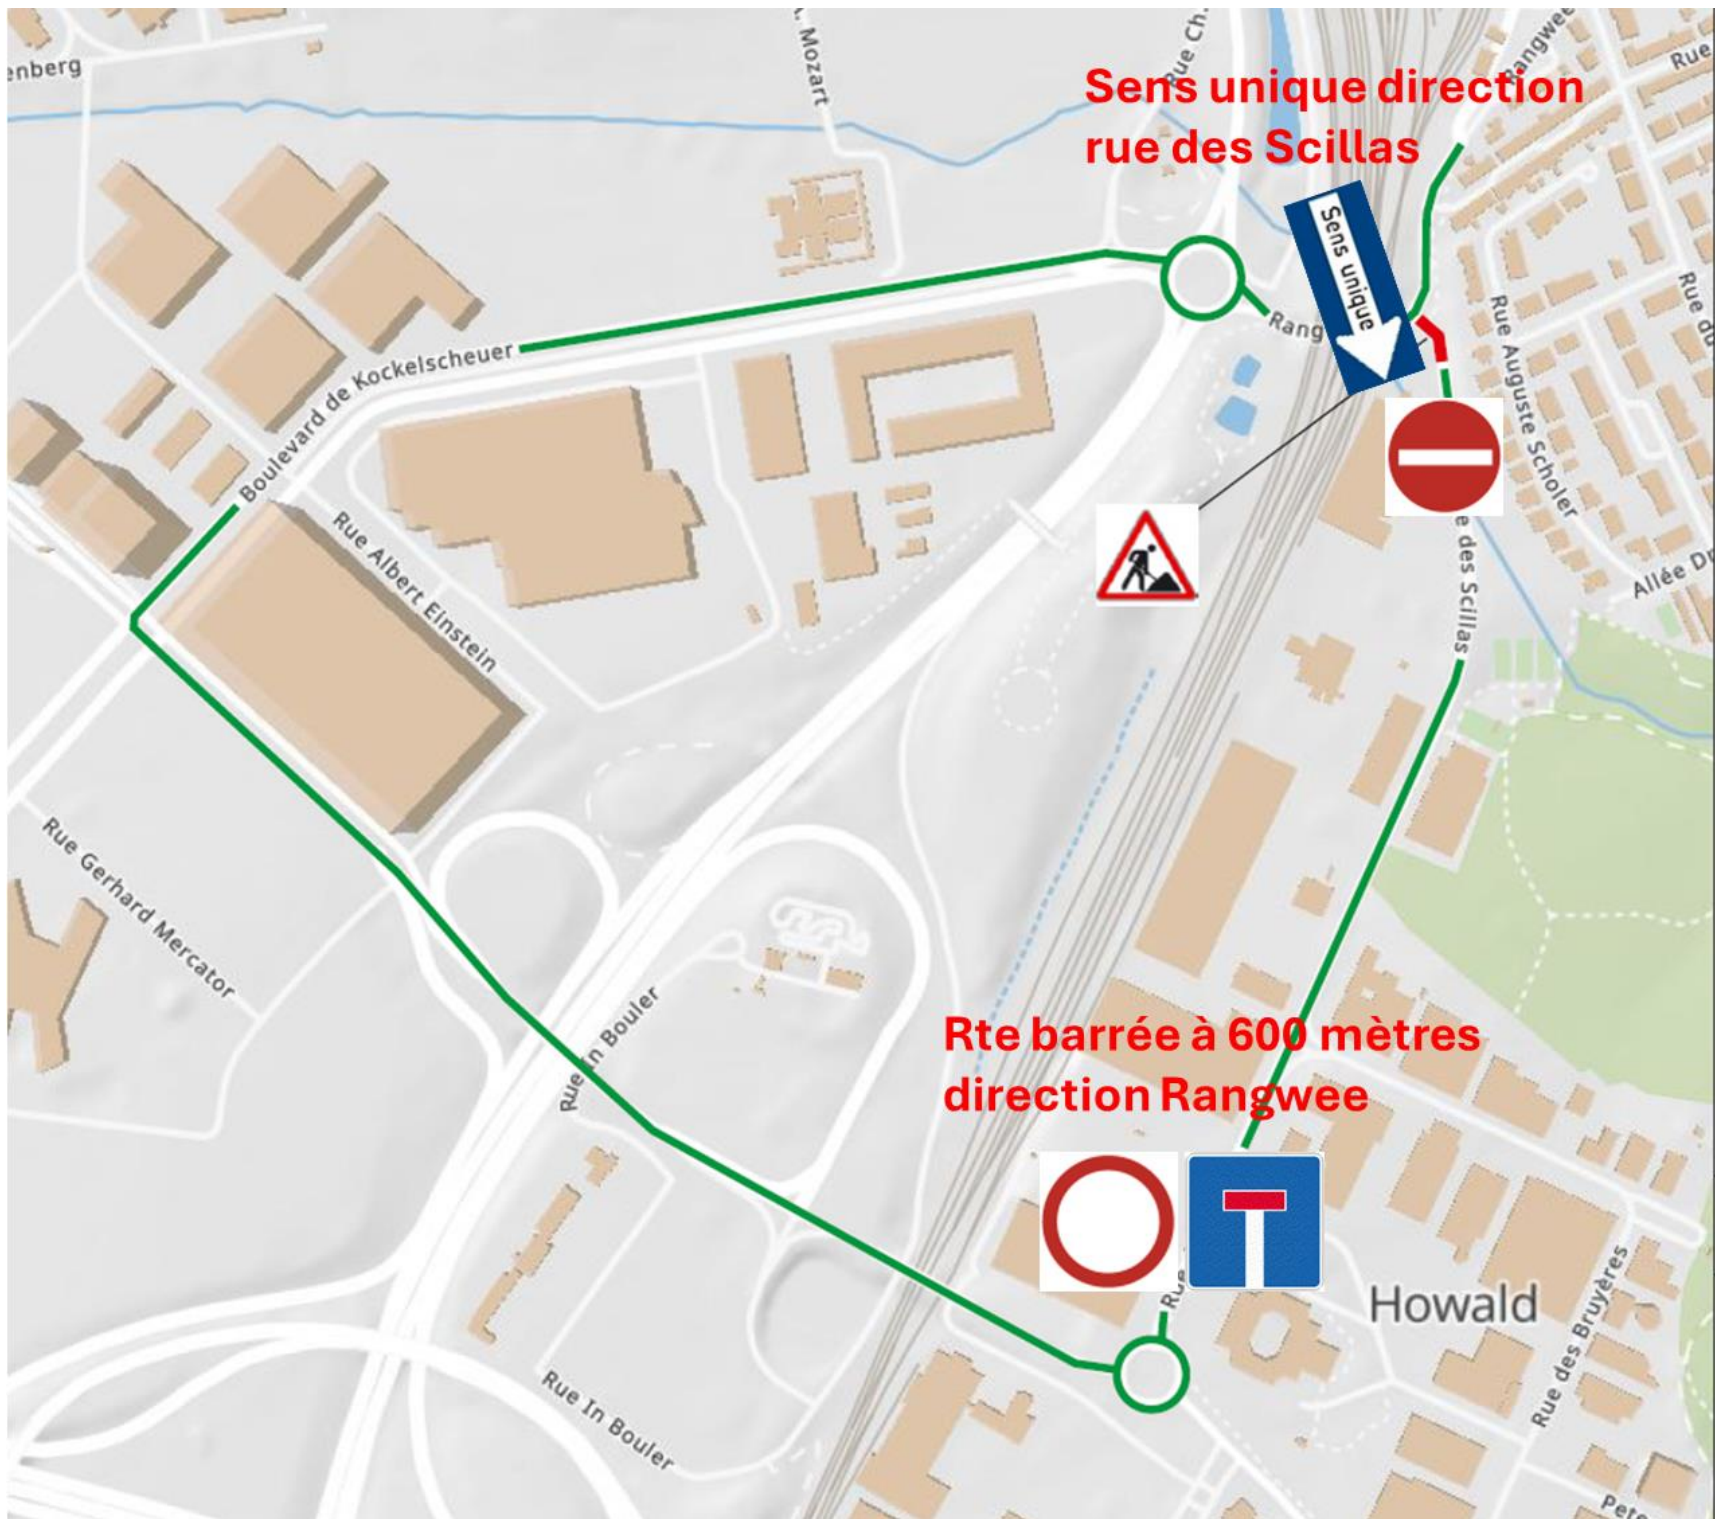 enberg
Mozart
Rue Ch.
Rangwee
Rue
Sens unique direction
rue des Scillas
Sens unique
Rang
Rue Auguste Scholer
Boulevard de Kockelscheuer
Rue Albert Einstein
e des Scillas
Allée
Rue Gerhard Mercator
Rue In Bouler
Rte barrée à 600 mètres
direction Rangwee
Rue
Howald
Rue des Bruyères
Rue In Bouler
Pete